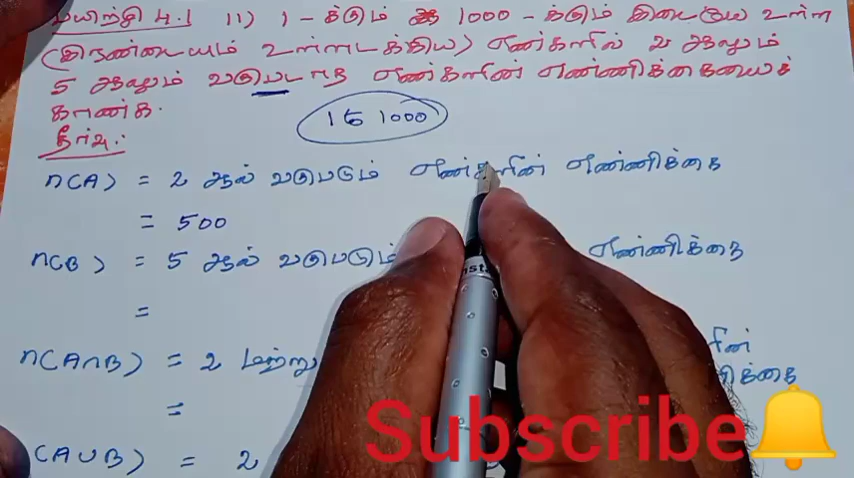 பயிற்சி 4.1 11) 1 - க்கும் 1000 - க்கும் இடையே உள்ள
(இரண்டையும் உள்ளடக்கிய) எண்களில் 2 ஆலும்
5 ஆலும் வகுபடாத எண்களின் எண்ணிக்கையைக்
காண்க.
1 to 1000
தீர்வு:
n(A) = 2 ஆல் வகுபடும் எண்களின் எண்ணிக்கை
= 500
n(B) = 5 ஆல் வகுபடும் எண்ணிக்கை
=
n(A∩B) = 2 மற்று
=
(A∪B) = 2
Subscribe